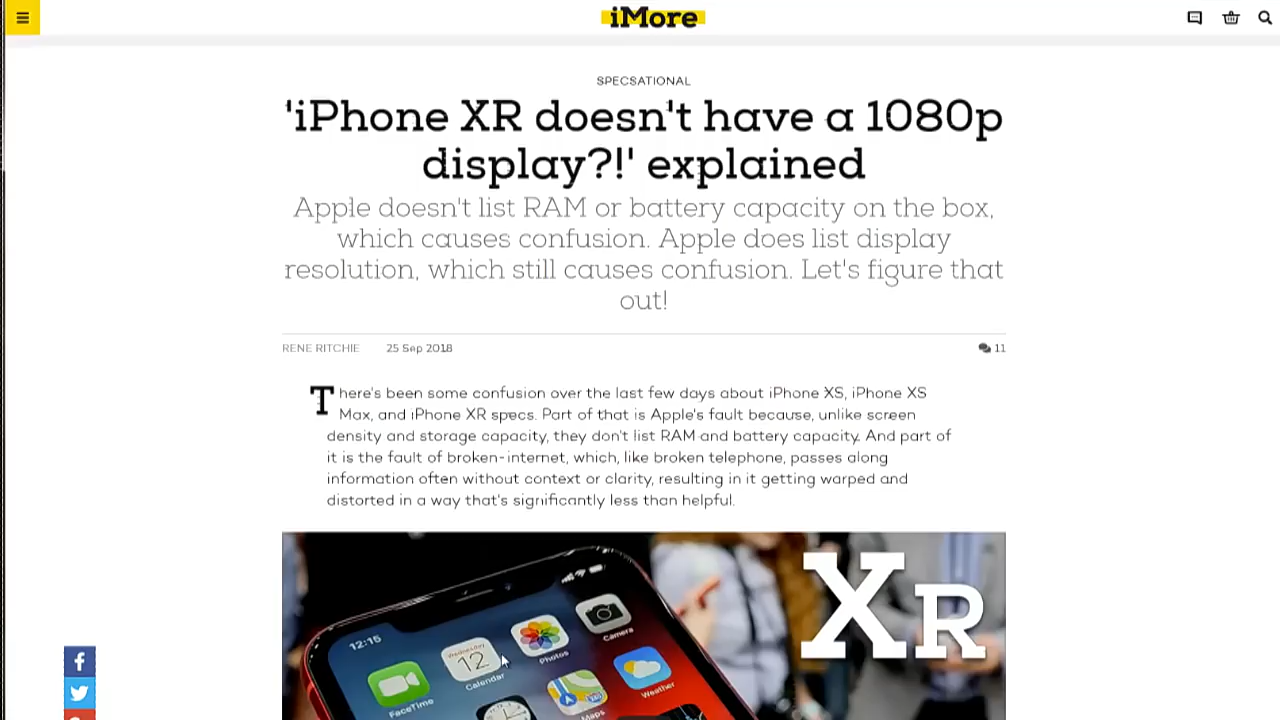 iMore
SPECSATIONAL
'iPhone XR doesn't have a 1080p
display?!' explained
Apple doesn't list RAM or battery capacity on the box,
which causes confusion. Apple does list display
resolution, which still causes confusion. Let's figure that
out!
RENE RITCHIE 25 Sep 2018 11
There's been some confusion over the last few days about iPhone XS, iPhone XS
Max, and iPhone XR specs. Part of that is Apple's fault because, unlike screen
density and storage capacity, they don't list RAM and battery capacity. And part of
it is the fault of broken-internet, which, like broken telephone, passes along
information often without context or clarity, resulting in it getting warped and
distorted in a way that's significantly less than helpful.
XR
12:15
Wednesday
12
Calendar
Photos
Camera
FaceTime
Maps
Weather